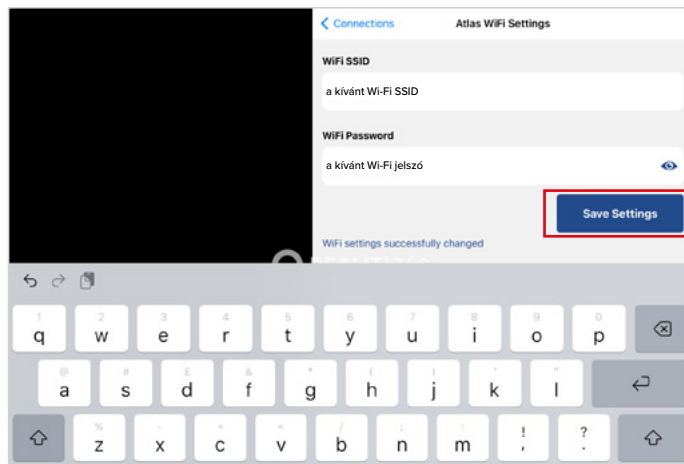 Connections
Atlas WiFi Settings
WiFi SSID
a kívánt Wi-Fi SSID
WiFi Password
a kívánt Wi-Fi jelszó
Save Settings
WiFi settings successfully changed
1 2 3 4 5 6 7 8 9 0
q w e r t y u i o p
@ # £ & * ( ) ' "
a s d f g h j k l
% - + = / ; :
z x c v b n m ! , ? .